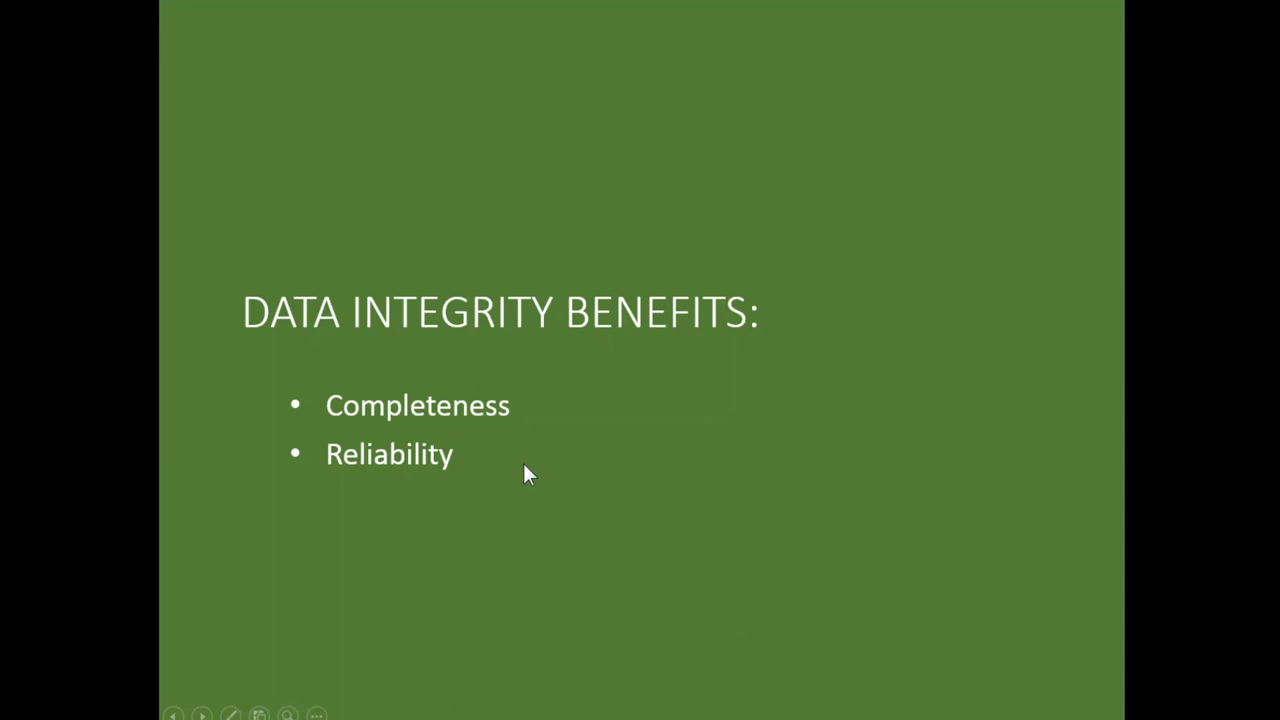 DATA INTEGRITY BENEFITS:
• Completeness
• Reliability